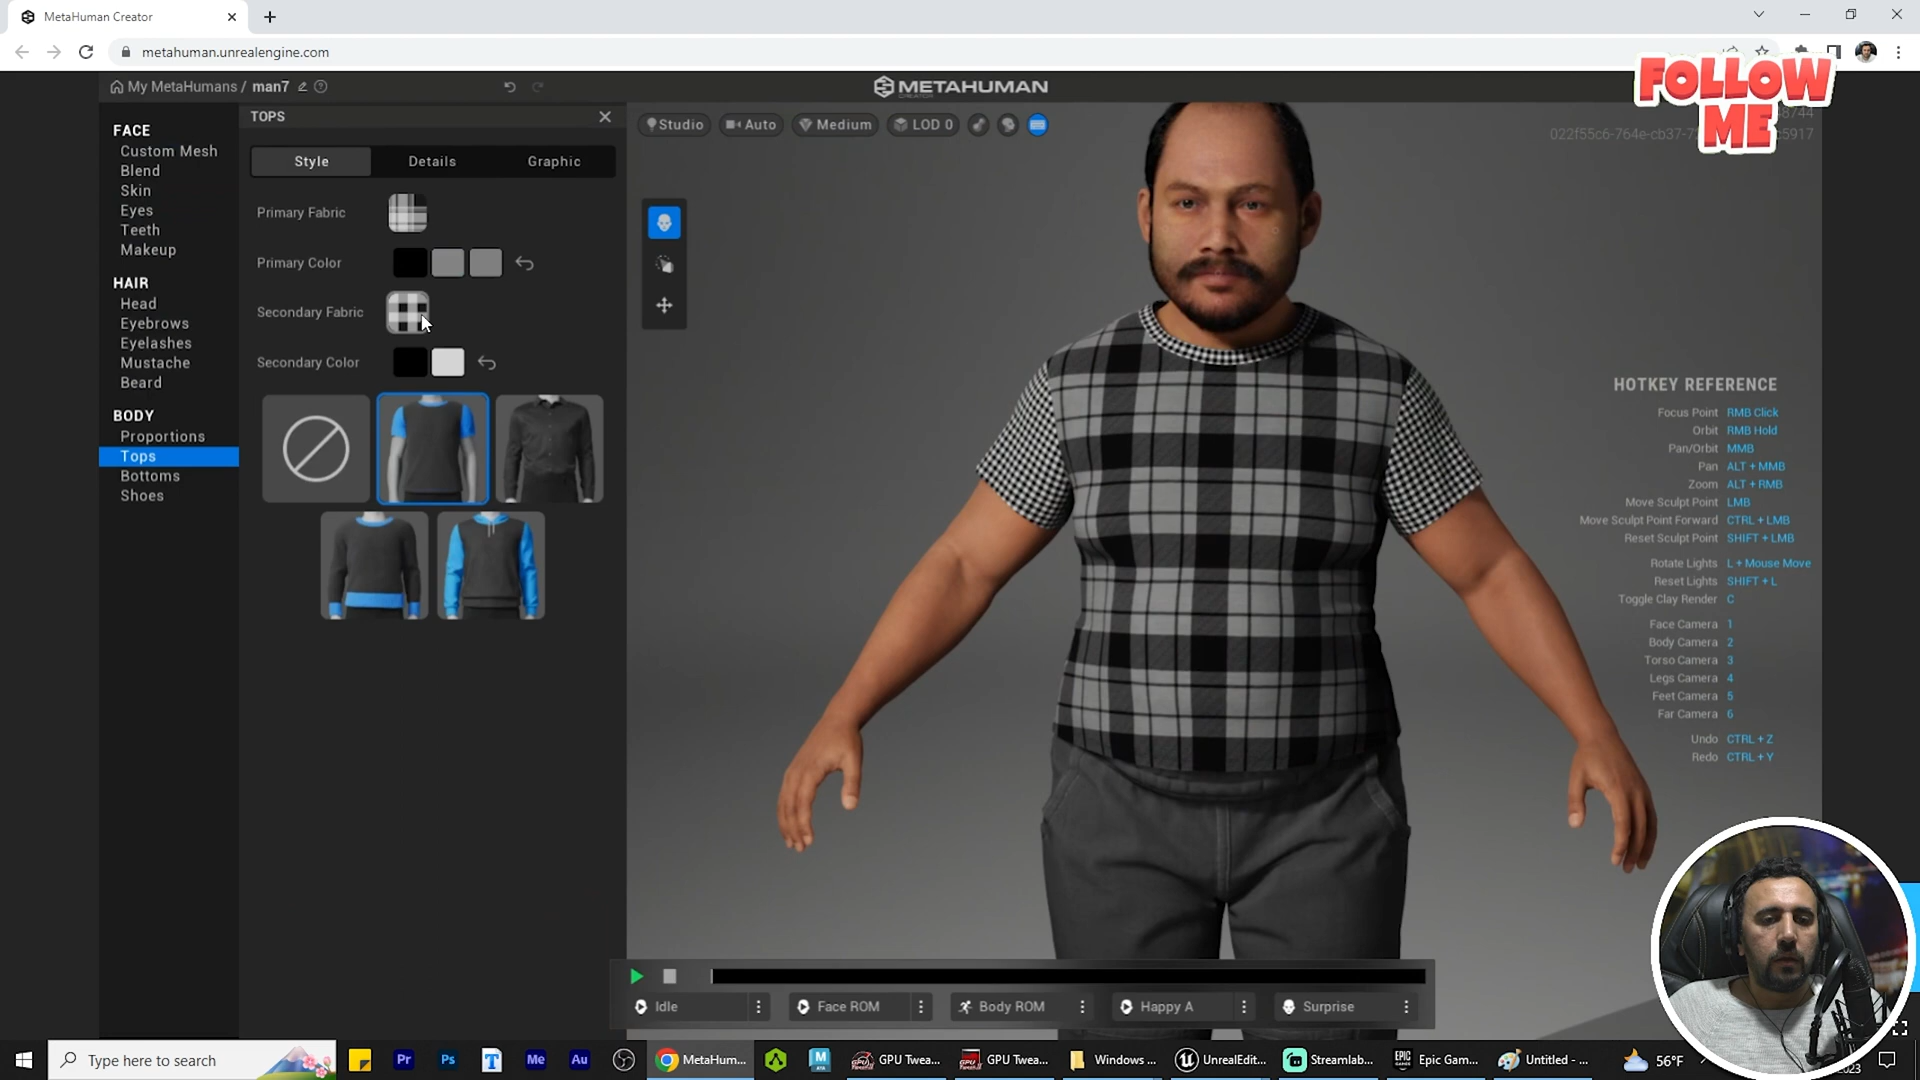 MetaHuman Creator
metahuman.unrealengine.com
My MetaHumans / man7
METAHUMAN
CREATOR
FOLLOW
ME
FACE
Custom Mesh
Blend
Skin
Eyes
Teeth
Makeup
HAIR
Head
Eyebrows
Eyelashes
Mustache
Beard
BODY
Proportions
Tops
Bottoms
Shoes
TOPS
Style
Details
Graphic
Primary Fabric
Primary Color
Secondary Fabric
Secondary Color
Studio
Auto
Medium
LOD 0
HOTKEY REFERENCE
Focus Point RMB Click
Orbit RMB Hold
Pan/Orbit MMB
Pan ALT + MMB
Zoom ALT + RMB
Move Sculpt Point LMB
Move Sculpt Point Forward CTRL + LMB
Reset Sculpt Point SHIFT + LMB
Rotate Lights L + Mouse Move
Reset Lights SHIFT + L
Toggle Clay Render C
Face Camera 1
Body Camera 2
Torso Camera 3
Legs Camera 4
Feet Camera 5
Far Camera 6
Undo CTRL + Z
Redo CTRL + Y
Idle
Face ROM
Body ROM
Happy A
Surprise
Type here to search
Pr
Ps
T
Me
Au
MetaHum...
M
GPU Twea...
GPU Twea...
Windows ...
UnrealEdit...
Streamlab...
EPIC GAMES
Epic Gam...
Untitled - ...
56°F